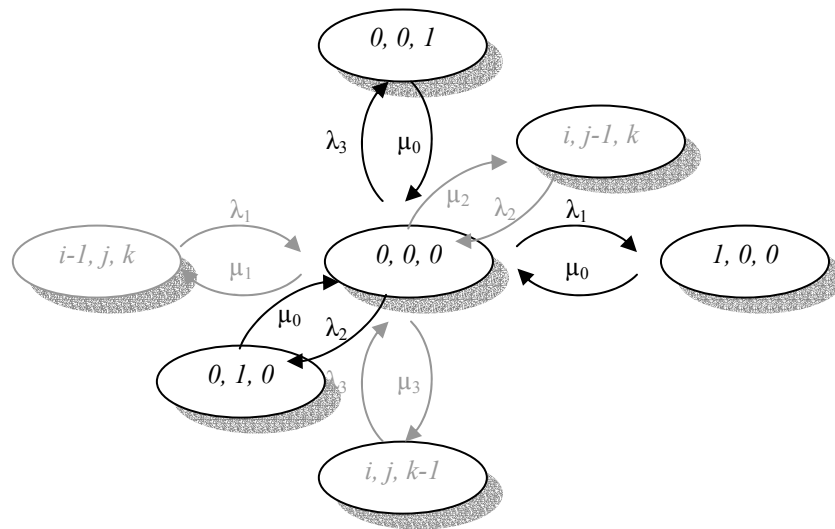 0, 0, 1
λ3
μ0
i, j-1, k
μ2
λ2
λ1
λ1
i-1, j, k
μ1
0, 0, 0
μ0
1, 0, 0
μ0
λ2
0, 1, 0
λ3
μ3
i, j, k-1